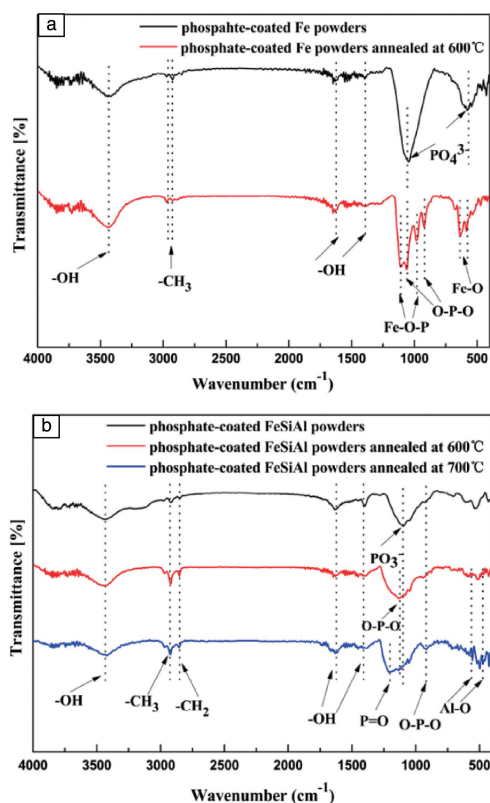 a
phospahte-coated Fe powders
phosphate-coated Fe powders annealed at 600℃
Transmittance [%]
PO₄³⁻
-OH
-CH₃
-OH
Fe-O
O-P-O
Fe-O-P
4000 3500 3000 2500 2000 1500 1000 500
Wavenumber (cm⁻¹)
b
phosphate-coated FeSiAl powders
phosphate-coated FeSiAl powders annealed at 600℃
phosphate-coated FeSiAl powders annealed at 700℃
Transmittance [%]
PO₃⁻
O-P-O
-OH
-CH₃
-CH₂
-OH
P=O
O-P-O
Al-O
4000 3500 3000 2500 2000 1500 1000 500
Wavenumber (cm⁻¹)